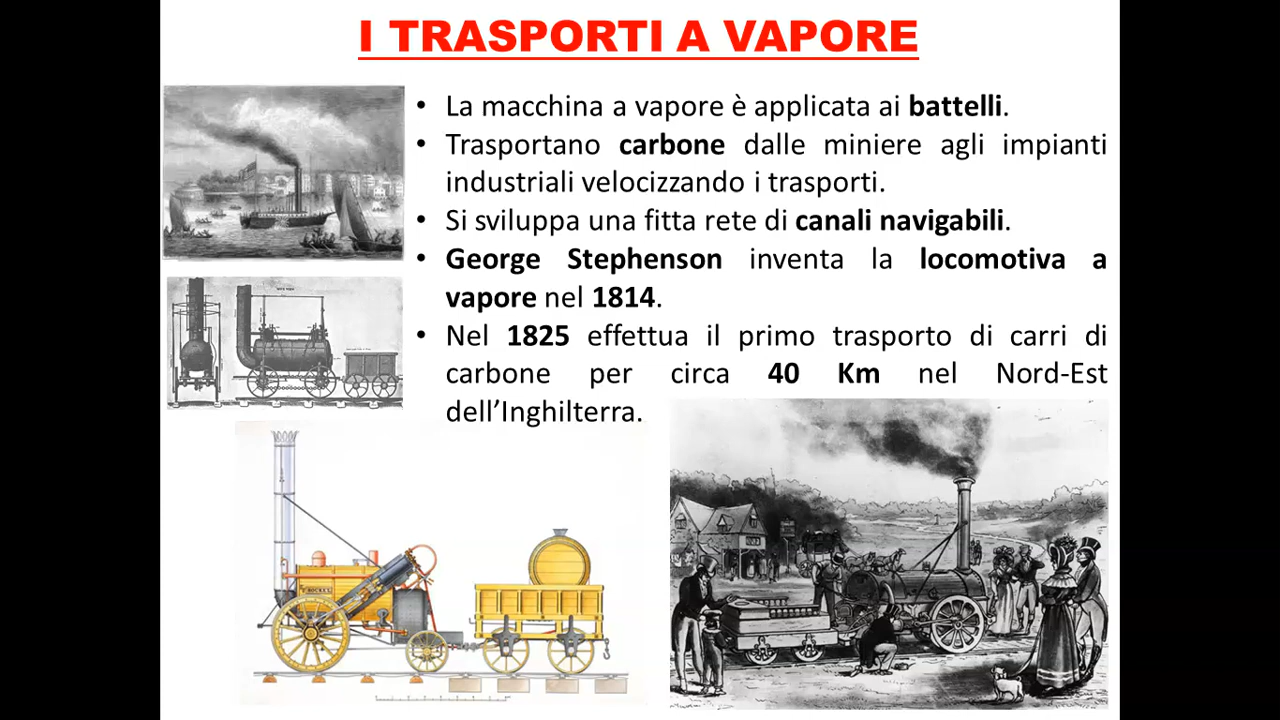 I TRASPORTI A VAPORE
• La macchina a vapore è applicata ai battelli.
• Trasportano carbone dalle miniere agli impianti
industriali velocizzando i trasporti.
• Si sviluppa una fitta rete di canali navigabili.
• George Stephenson inventa la locomotiva a
vapore nel 1814.
• Nel 1825 effettua il primo trasporto di carri di
carbone per circa 40 Km nel Nord-Est
dell’Inghilterra.